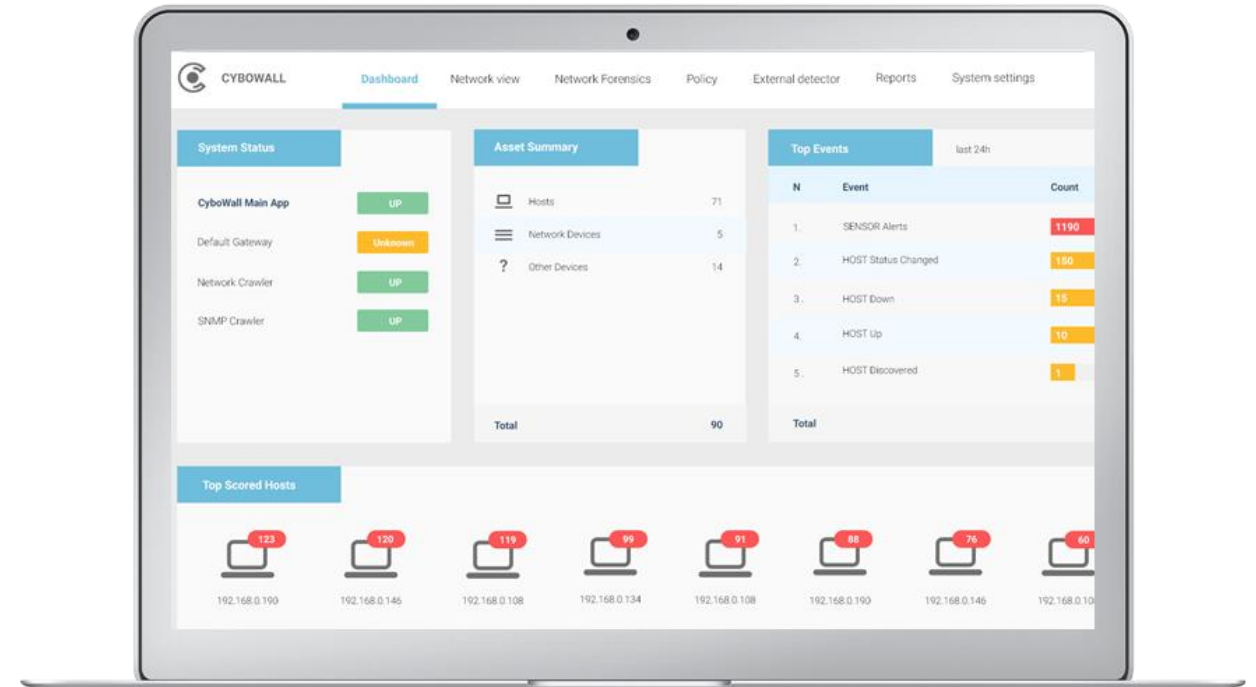 CYBOWALL
Dashboard Network view Network Forensics Policy External detector Reports System settings
System Status
CyboWall Main App UP
Default Gateway Unknown
Network Crawler UP
SNMP Crawler UP
Asset Summary
Hosts 71
Network Devices 5
? Other Devices 14
Total 90
Top Events last 24h
N Event Count
1. SENSOR Alerts 1190
2. HOST Status Changed 150
3. HOST Down 15
4. HOST Up 10
5. HOST Discovered 1
Total
Top Scored Hosts
123 120 119 99 91 88 76 60
192.168.0.190 192.168.0.146 192.168.0.108 192.168.0.134 192.168.0.108 192.168.0.190 192.168.0.146 192.168.0.10